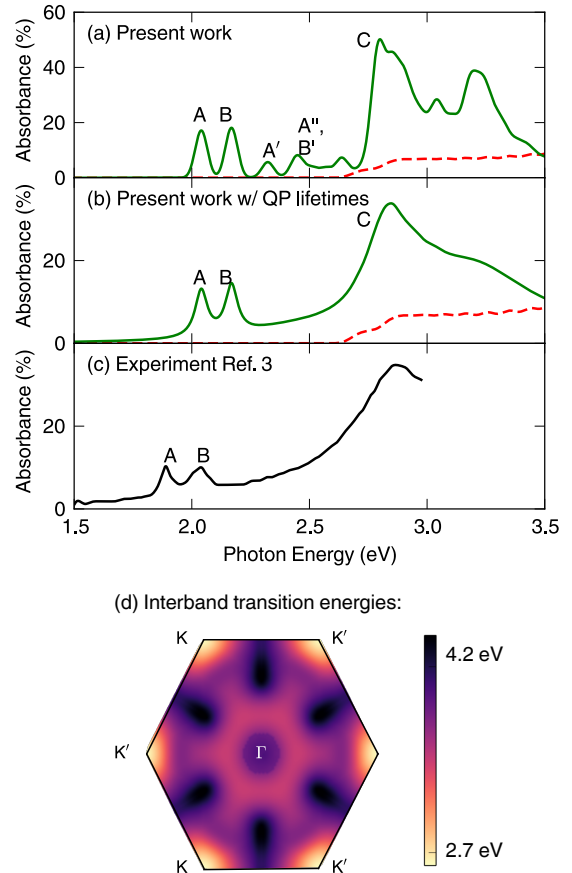 60
(a) Present work
C
40
A B
A″,
B′
A′
20
0
Absorbance (%)
(b) Present work w/ QP lifetimes
C
20
A B
0
Absorbance (%)
(c) Experiment Ref. 3
20
A B
0
Absorbance (%)
1.5 2.0 2.5 3.0 3.5
Photon Energy (eV)
(d) Interband transition energies:
K K′
4.2 eV
K′ Γ
2.7 eV
K K′